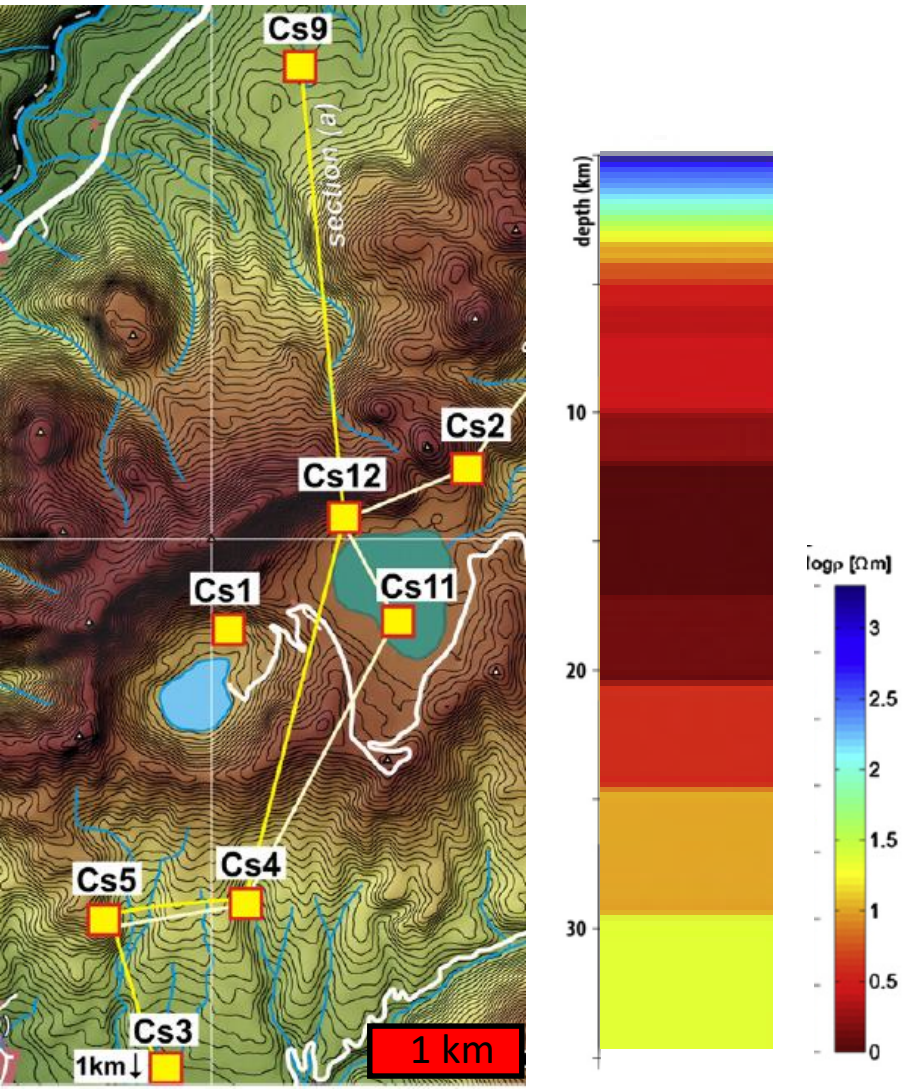 Cs9
section (a)
Cs2
Cs12
Cs1
Cs11
Cs4
Cs5
Cs3
1km↓
1 km
depth (km)
10
20
30
logρ [Ωm]
3
2.5
2
1.5
1
0.5
0